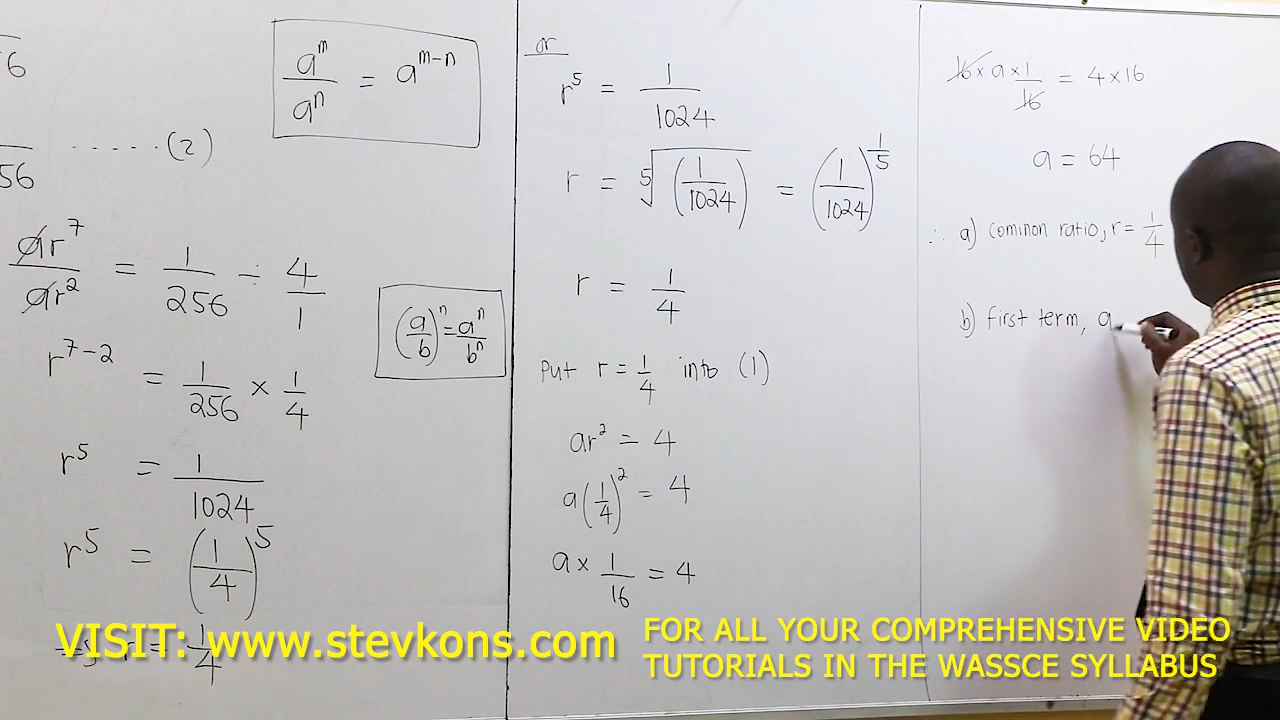 56
56 ..... (2)
a^m / a^n = a^(m-n)
ar^7 / ar^2 = 1/256 ÷ 4/1
(a/b)^n = a^n / b^n
r^(7-2) = 1/256 × 1/4
r^5 = 1/1024
r^5 = (1/4)^5
r = 1/4
or
r^5 = 1/1024
r = ⁵√(1/1024) = (1/1024)^(1/5)
r = 1/4
Put r = 1/4 into (1)
ar² = 4
a(1/4)² = 4
a × 1/16 = 4
16 × a × 1/16 = 4 × 16
a = 64
∴ a) common ratio, r = 1/4
b) first term, a
VISIT: www.stevkons.com
FOR ALL YOUR COMPREHENSIVE VIDEO
TUTORIALS IN THE WASSCE SYLLABUS